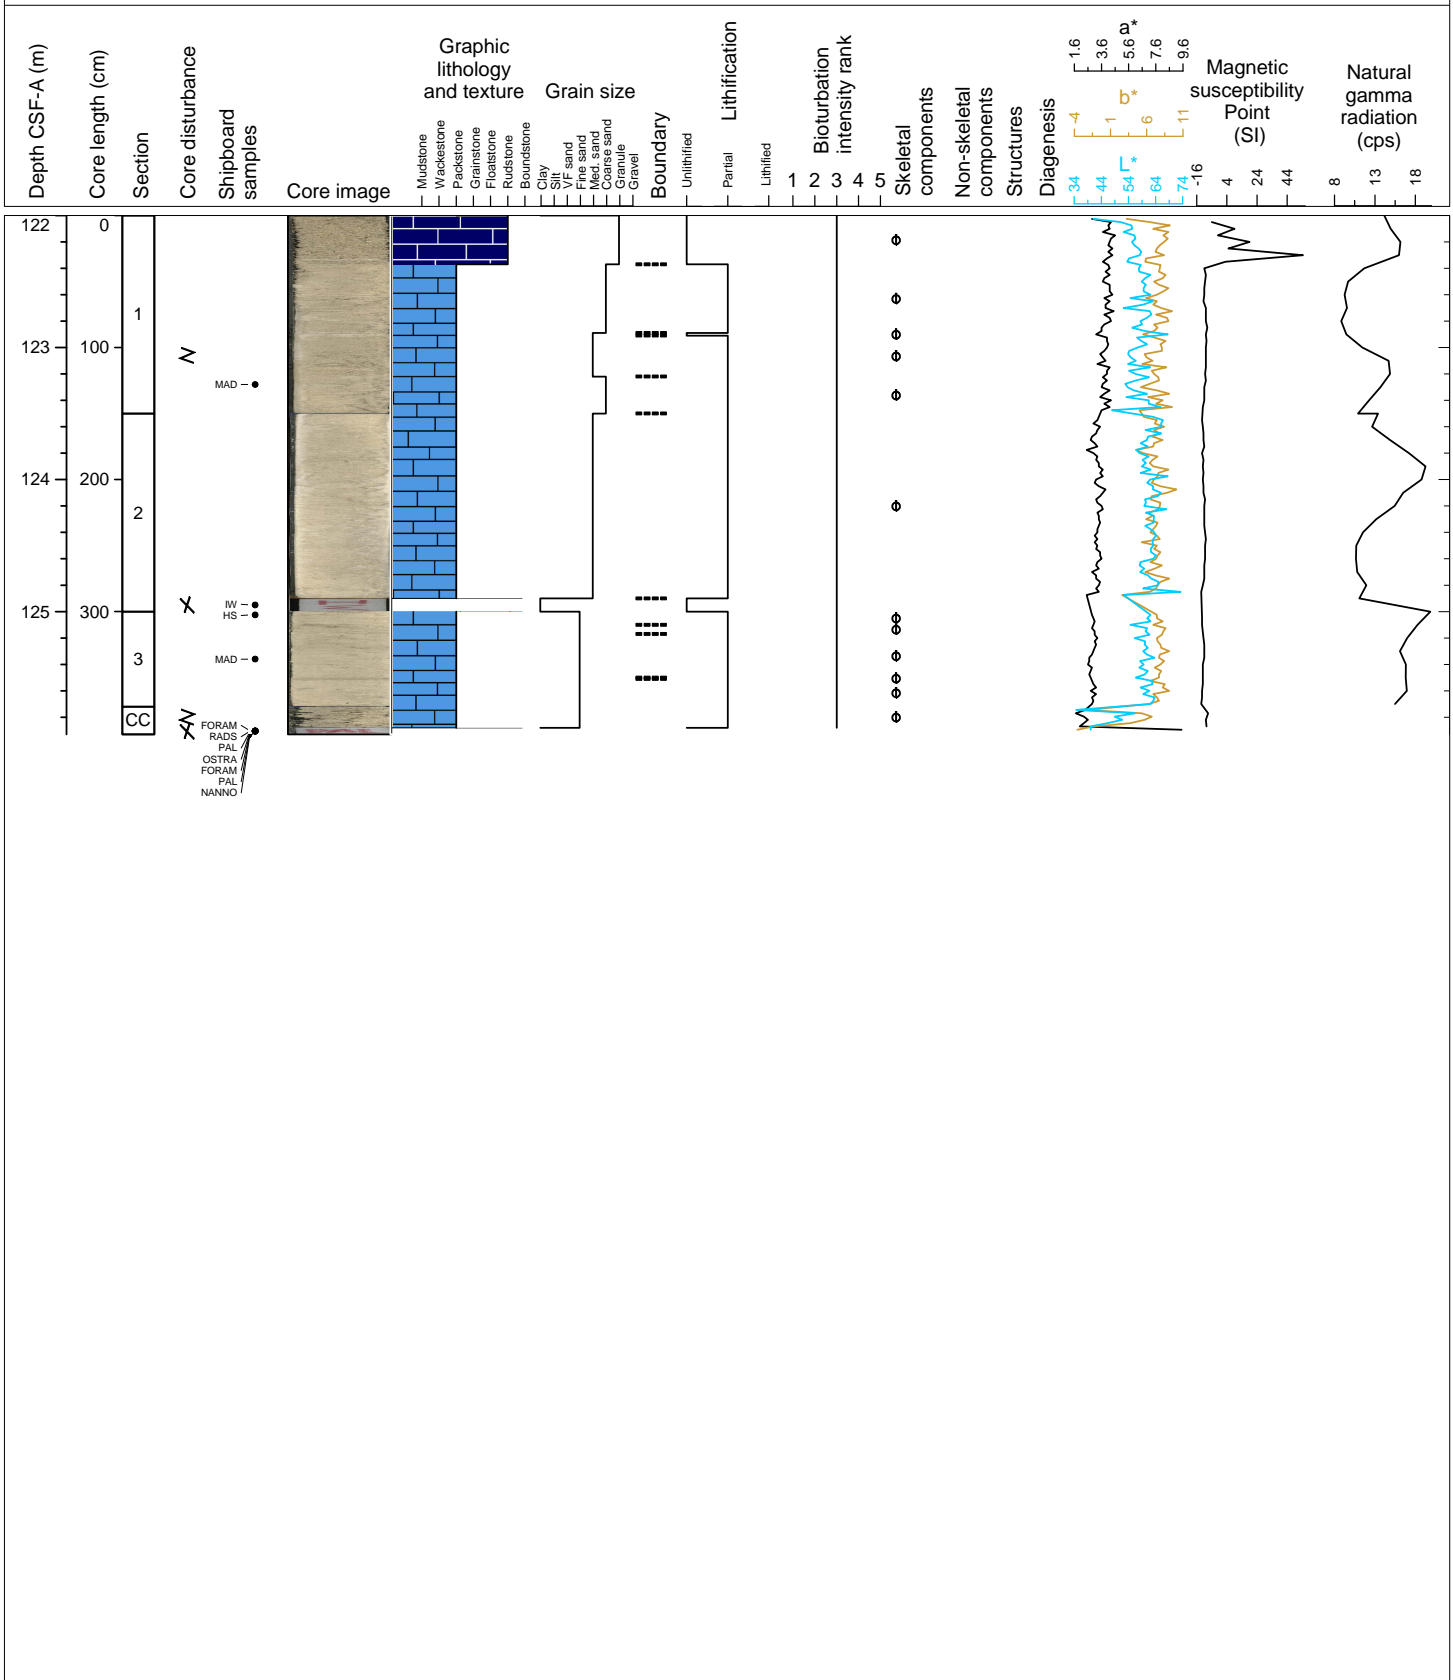 Depth CSF-A (m)
Core length (cm)
Section
Core disturbance
Shipboard
samples
Core image
Graphic
lithology
and texture
Mudstone
Wackestone
Packstone
Grainstone
Floatstone
Rudstone
Boundstone
Grain size
Clay
Silt
VF sand
Fine sand
Med. sand
Coarse sand
Granule
Gravel
Boundary
Lithification
Unlithified
Partial
Lithified
Bioturbation
intensity rank
1 2 3 4 5
Skeletal
components
Non-skeletal
components
Structures
Diagenesis
a*
1.6 3.6 5.6 7.6 9.6
b*
-4 1 6 11
L*
34 44 54 64 74
Magnetic
susceptibility
Point
(SI)
-16 4 24 44
Natural
gamma
radiation
(cps)
8 13 18
122 0
1
123 100
MAD
124 200
2
IW
125 300
HS
3
MAD
CC
FORAM
RADS
PAL
OSTRA
FORAM
PAL
NANNO